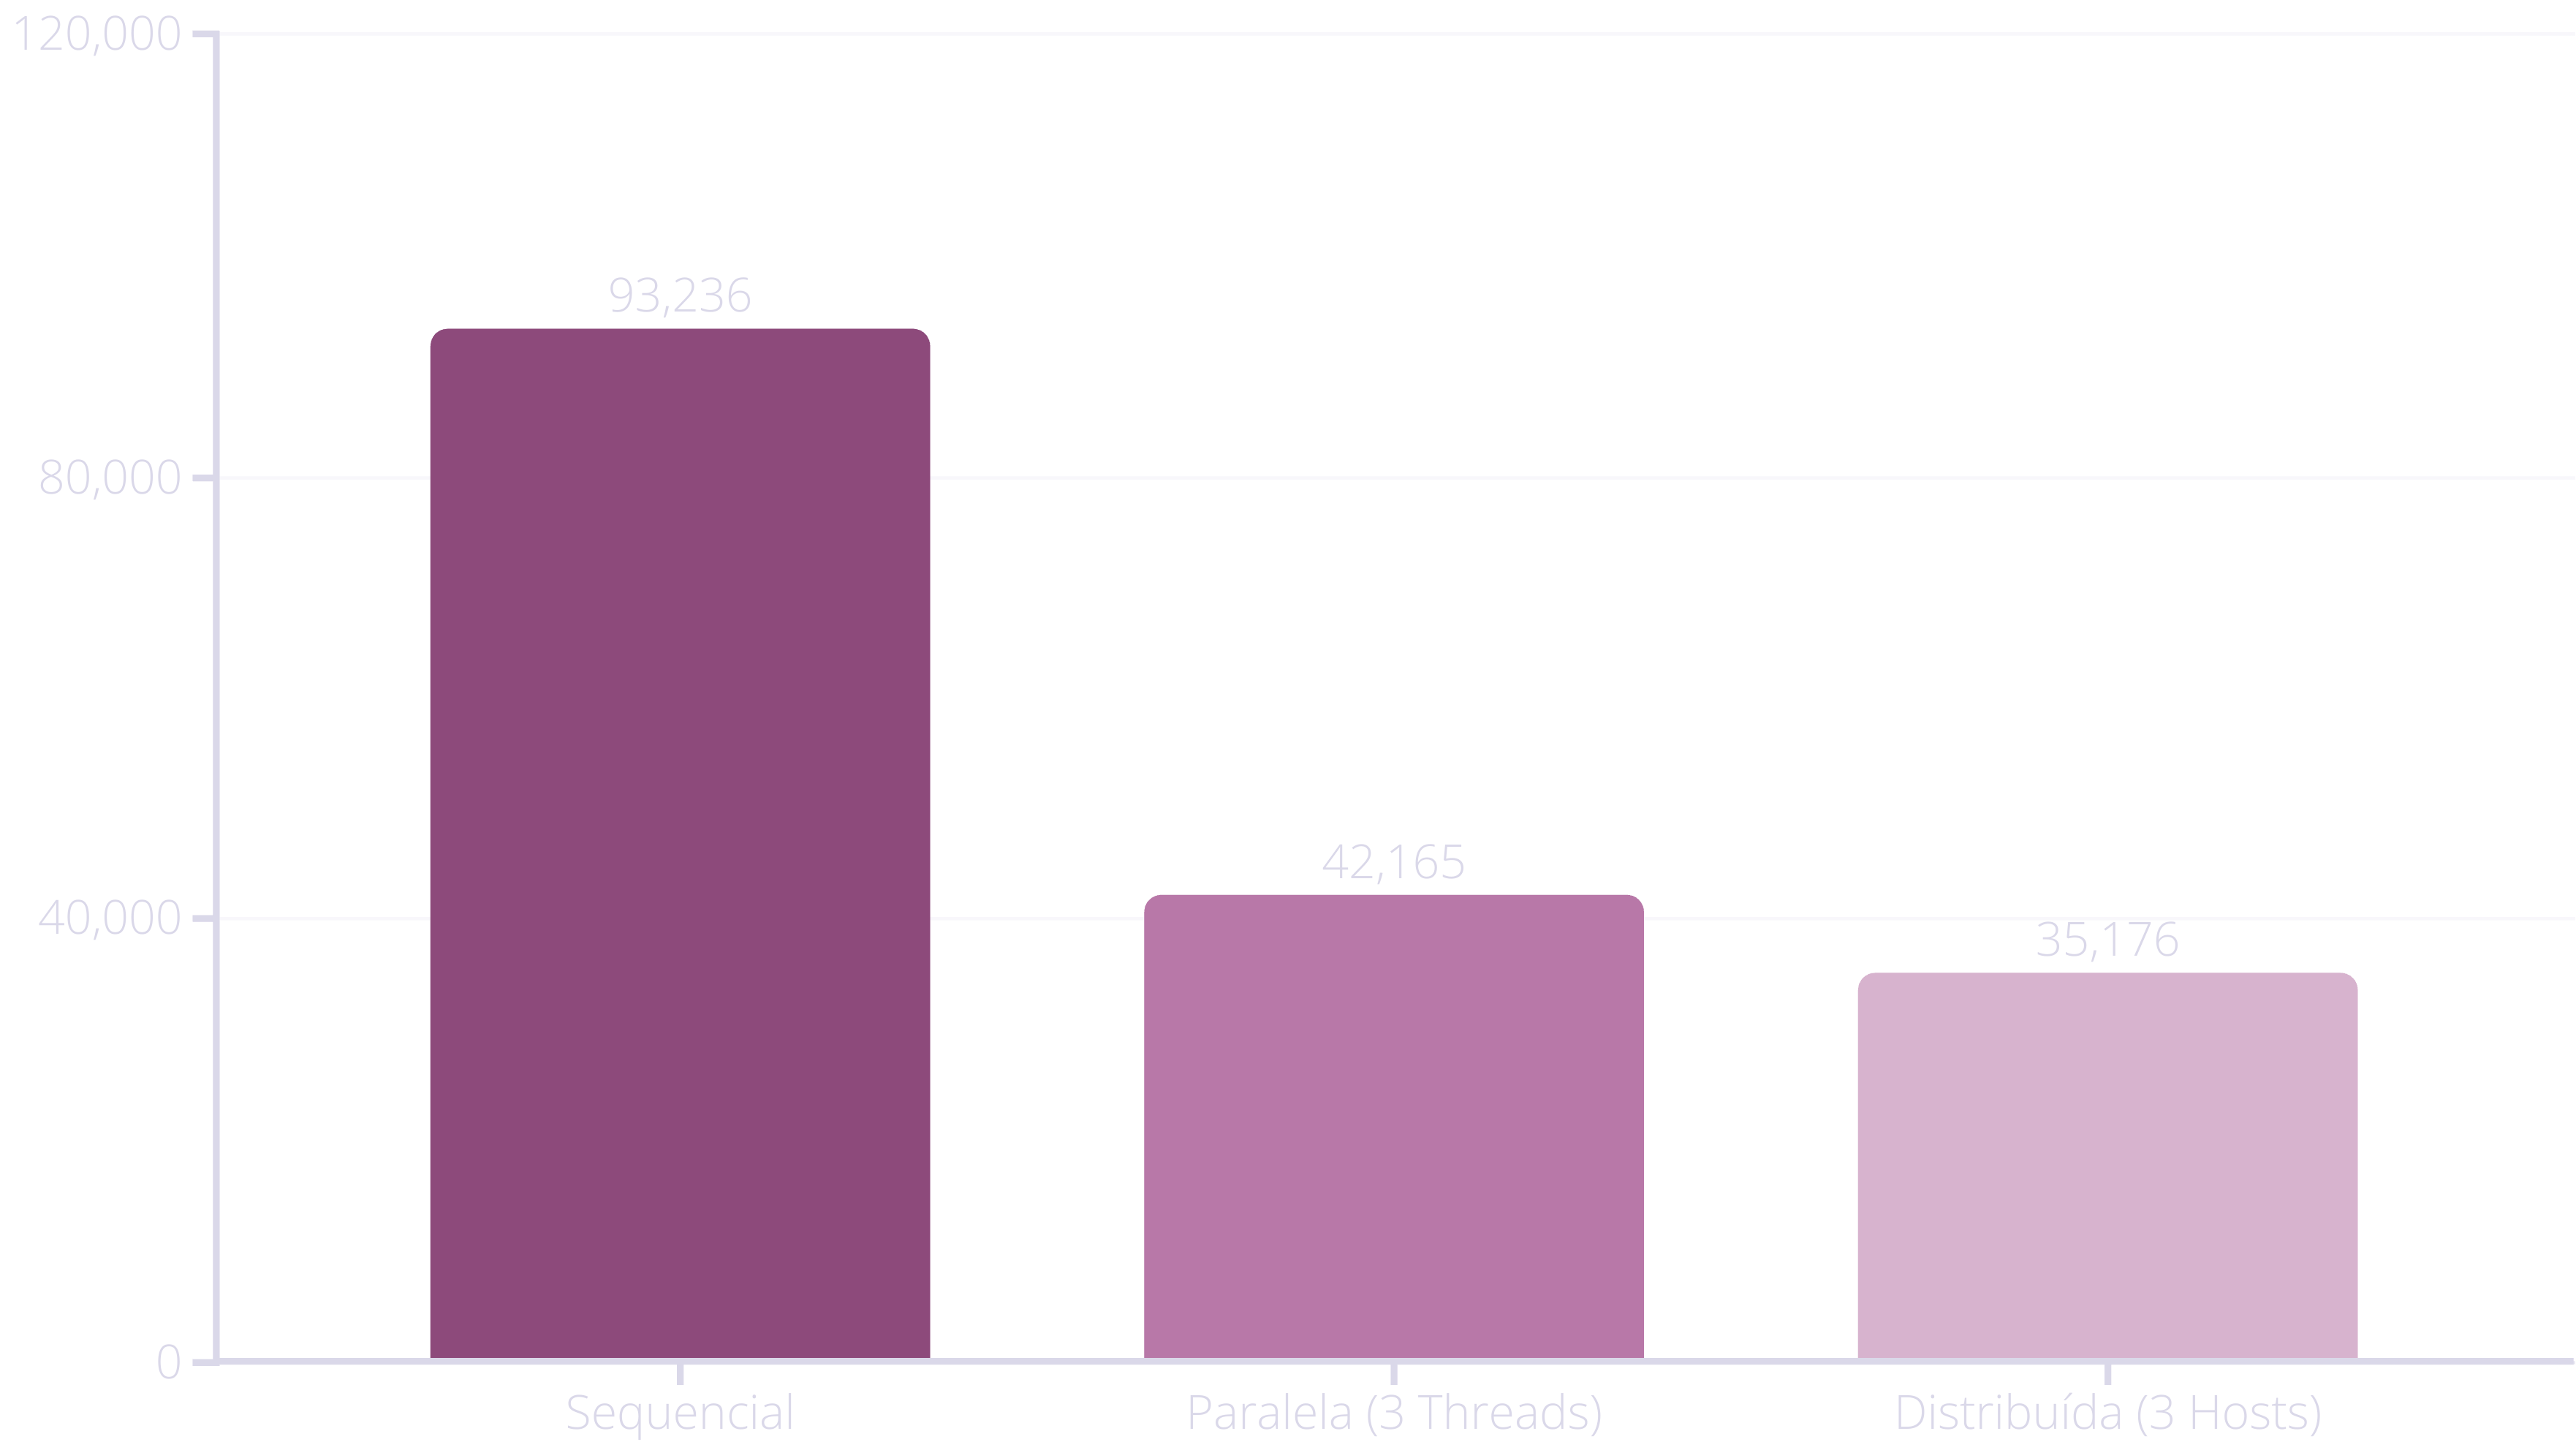 120,000
93,236
80,000
42,165
40,000
35,176
0
Sequencial
Paralela (3 Threads)
Distribuída (3 Hosts)